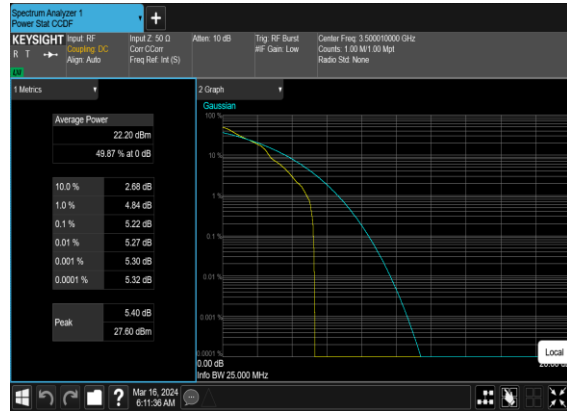 Spectrum Analyzer 1
Power Stat CCDF
+
KEYSIGHT
R T
Input: RF
Coupling: DC
Align: Auto
Input Z: 50 Ω
Corr CCorr
Freq Ref: Int (S)
Atten: 10 dB
Trig: RF Burst
#IF Gain: Low
Center Freq: 3.500010000 GHz
Counts: 1.00 M/1.00 Mpt
Radio Std: None
1 Metrics
Average Power
22.20 dBm
49.87 % at 0 dB
10.0 % 2.68 dB
1.0 % 4.84 dB
0.1 % 5.22 dB
0.01 % 5.27 dB
0.001 % 5.30 dB
0.0001 % 5.32 dB
Peak
5.40 dB
27.60 dBm
2 Graph
Gaussian
100 %
10 %
1 %
0.1 %
0.01 %
0.001 %
0.0001 %
0.00 dB
Info BW 25.000 MHz
Local
?
Mar 16, 2024
6:11:36 AM